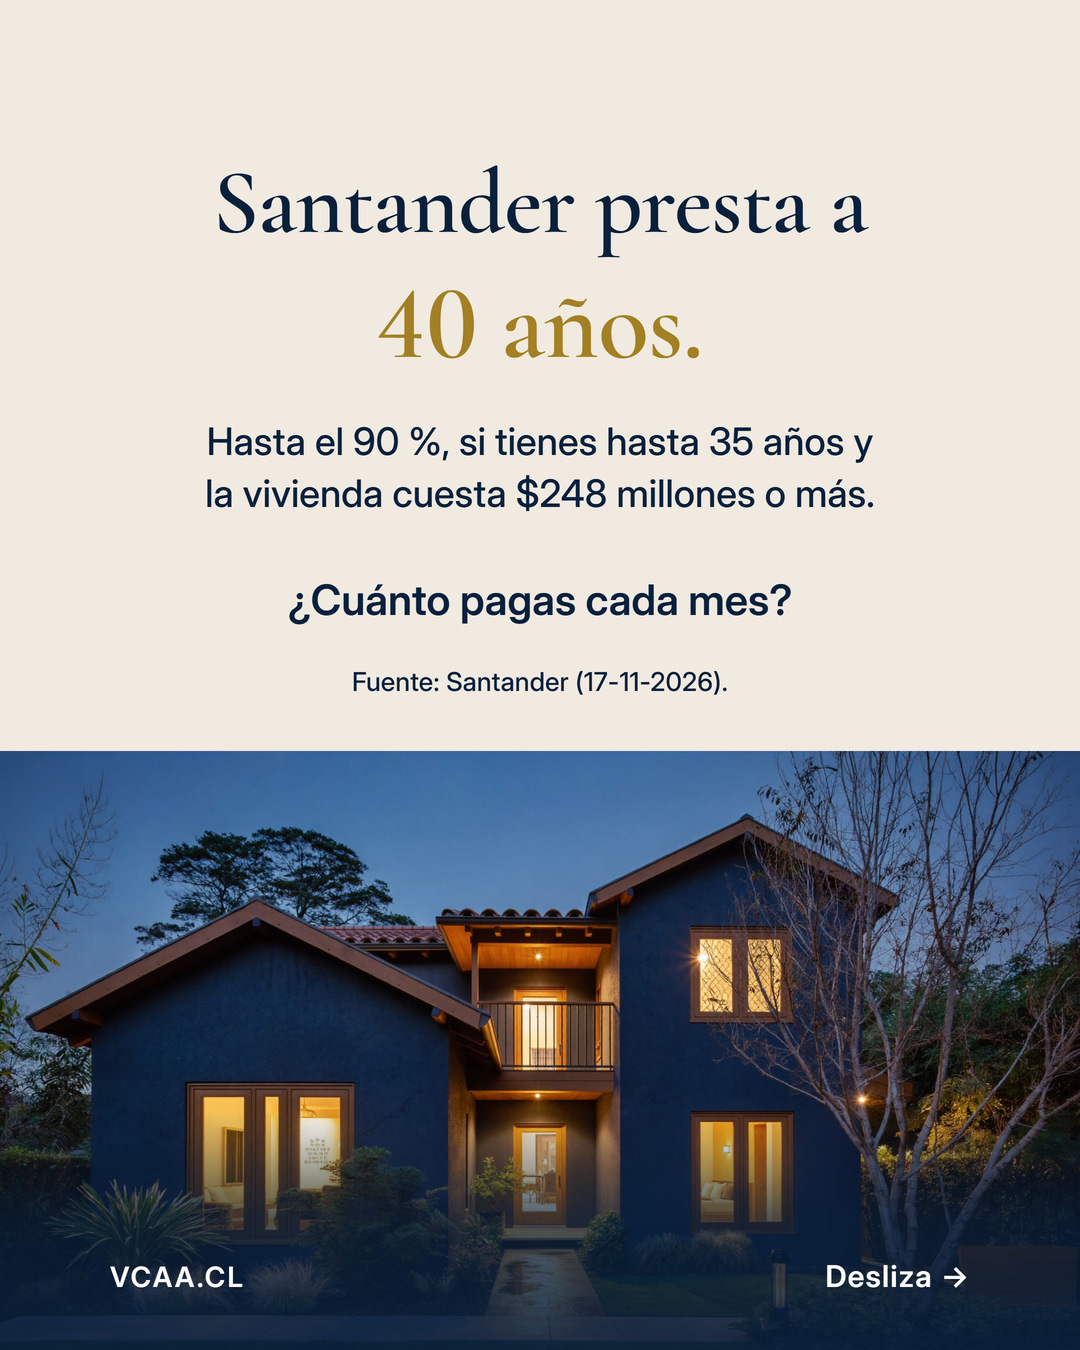 Santander presta a
40 años.
Hasta el 90 %, si tienes hasta 35 años y
la vivienda cuesta $248 millones o más.
¿Cuánto pagas cada mes?
Fuente: Santander (17-11-2026).
VCAA.CL
Desliza →